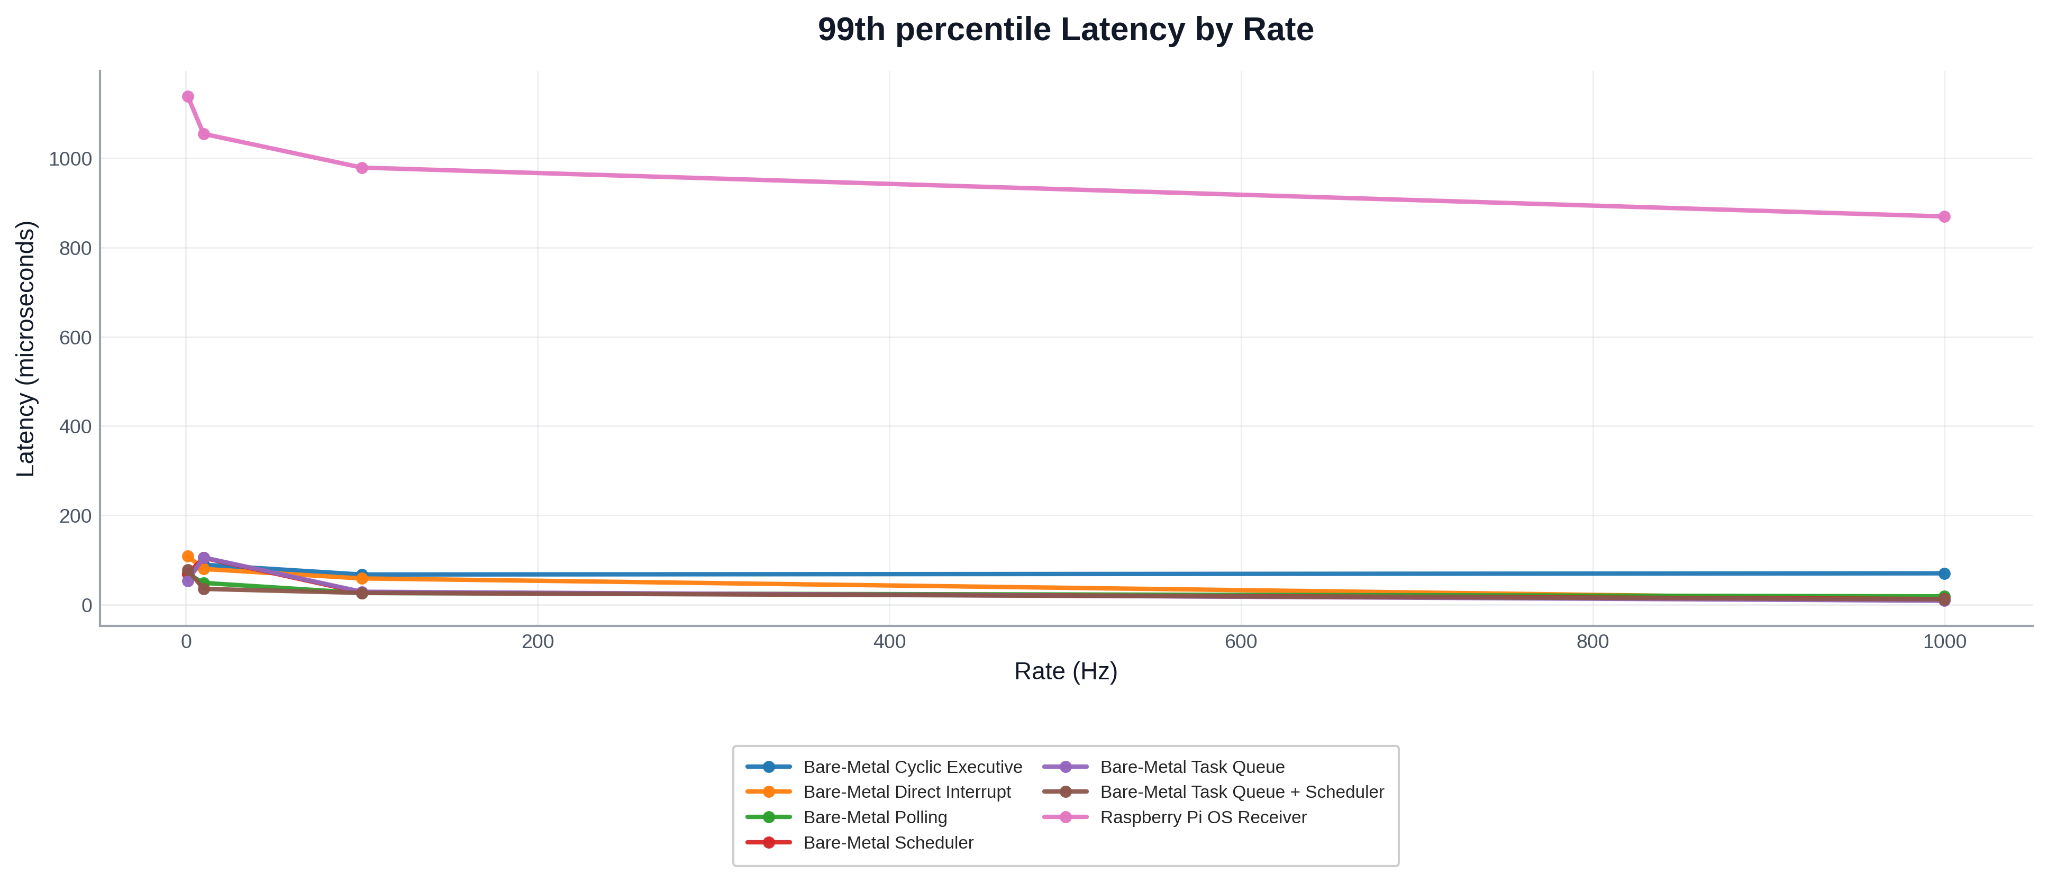 99th percentile Latency by Rate
Latency (microseconds)
1000
800
600
400
200
0
0 200 400 600 800 1000
Rate (Hz)
Bare-Metal Cyclic Executive
Bare-Metal Direct Interrupt
Bare-Metal Polling
Bare-Metal Scheduler
Bare-Metal Task Queue
Bare-Metal Task Queue + Scheduler
Raspberry Pi OS Receiver